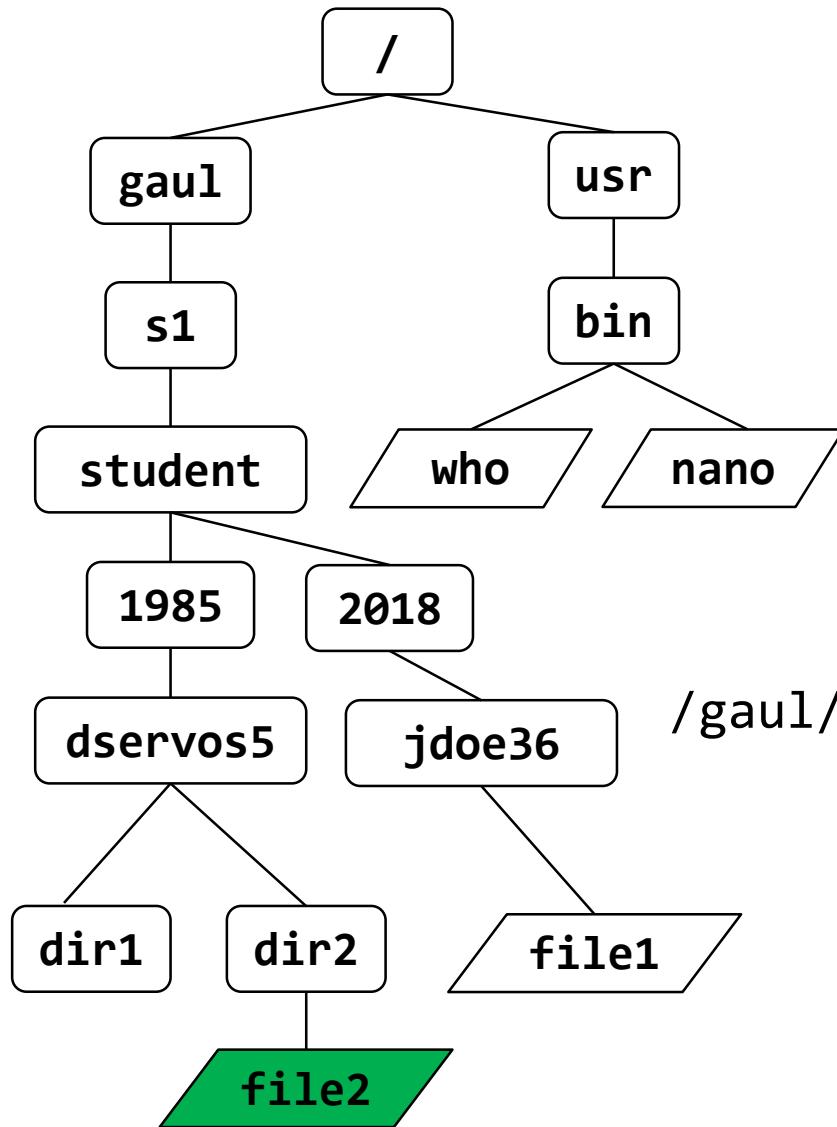 /
gaul
usr
s1
bin
student
who
nano
1985
2018
dservos5
jdoe36
/gaul/
dir1
dir2
file1
file2